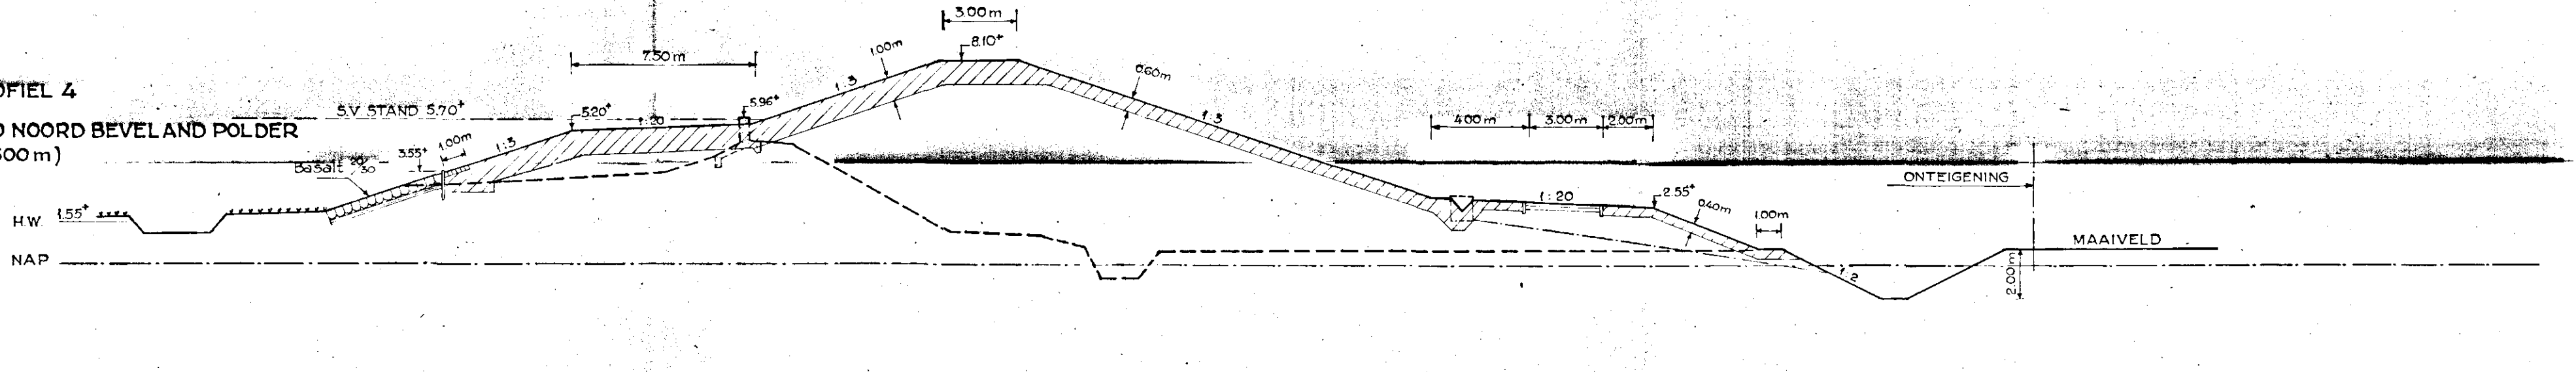 3.00m
8.10+
1.00m
7.50m
0.60m
OFIEL 4
1:3
S.V STAND 5.70+
5.20+
5.96+
1:20
NOORD BEVELAND POLDER
1:3
4.00m
3.00m
2.00m
500 m)
3.55+
1.00m
1:3
Basalt 20/30
ONTEIGENING
1:20
2.55+
0.40m
1.00m
H.W. 1.55+
MAAIVELD
NAP
1:2
2.00m